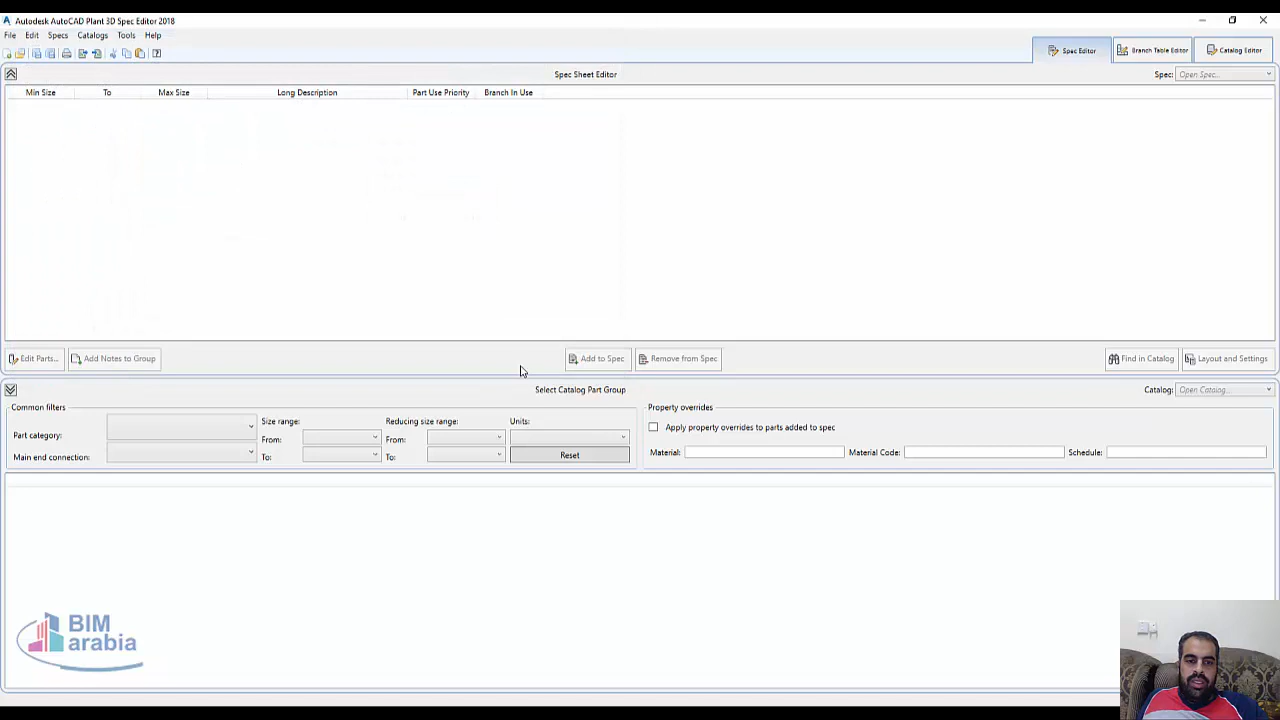 Autodesk AutoCAD Plant 3D Spec Editor 2018
File Edit Specs Catalogs Tools Help
Spec Editor
Branch Table Editor
Catalog Editor
Spec Sheet Editor
Spec: Open Spec...
Min Size To Max Size Long Description Part Use Priority Branch In Use
Edit Parts... Add Notes to Group Add to Spec Remove from Spec Find in Catalog Layout and Settings
Select Catalog Part Group
Catalog: Open Catalog...
Common filters
Part category:
Main end connection:
Size range:
From:
To:
Reducing size range:
From:
To:
Units:
Reset
Property overrides
Apply property overrides to parts added to spec
Material: Material Code: Schedule:
BIM
arabia